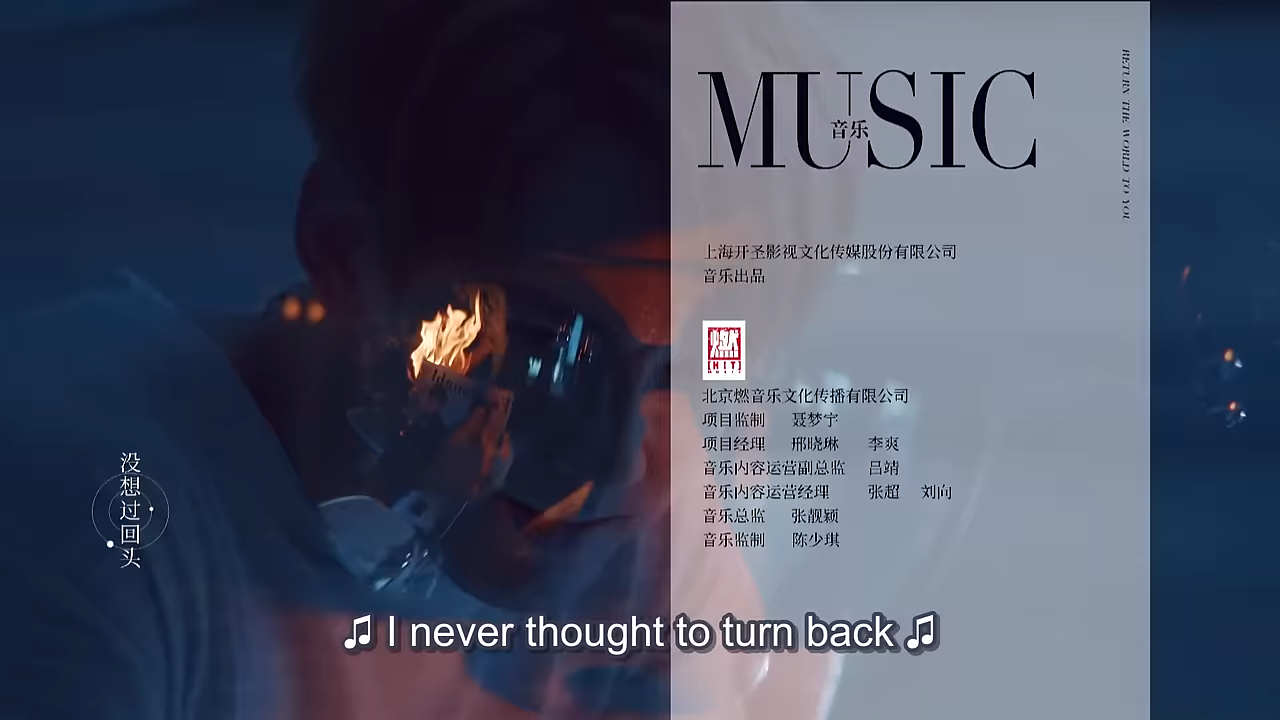 MUSIC
音乐
RETURN THE WORLD TO YOU
上海开圣影视文化传媒股份有限公司
音乐出品
燃
[HIT]
MUSIC
北京燃音乐文化传播有限公司
项目监制 聂梦宇
项目经理 邢晓琳 李爽
音乐内容运营副总监 吕靖
音乐内容运营经理 张超 刘向
音乐总监 张靓颖
音乐监制 陈少琪
没想过回头
♫ I never thought to turn back ♫